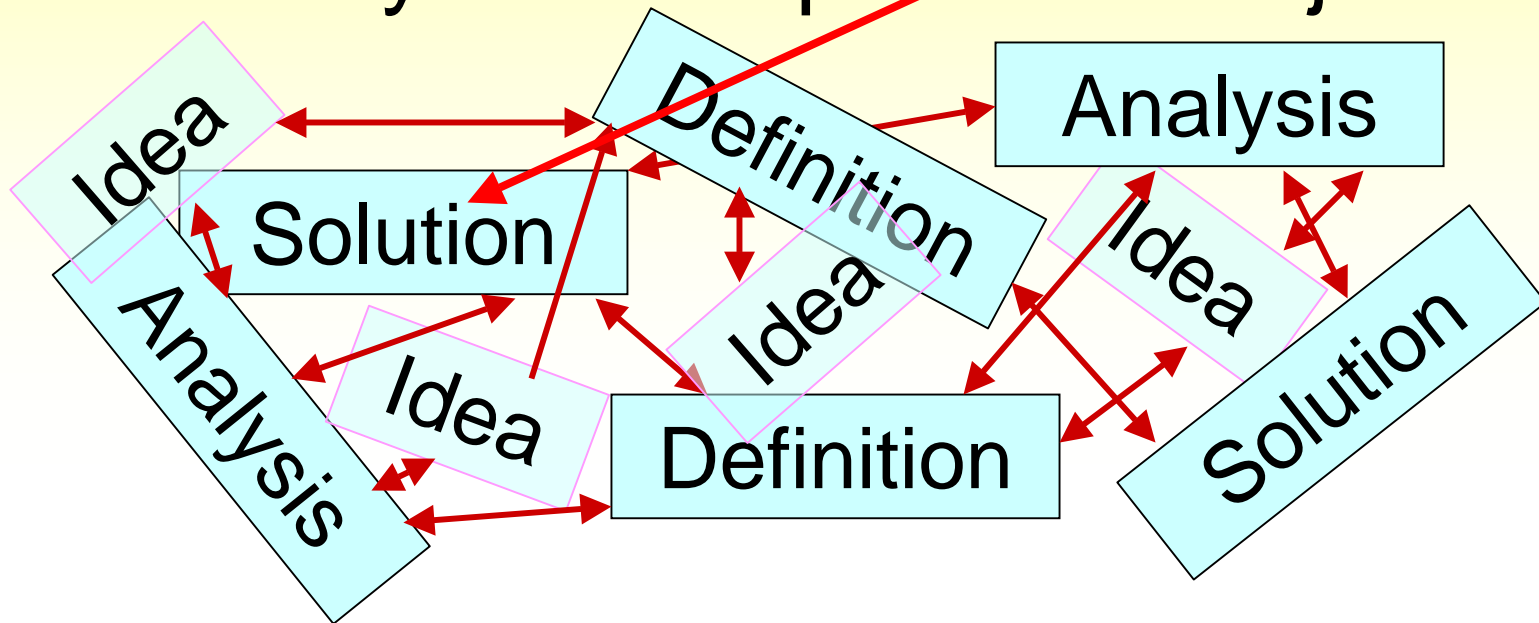 Idea
Definition
Analysis
Solution
Idea
Idea
Analysis
Idea
Definition
Solution